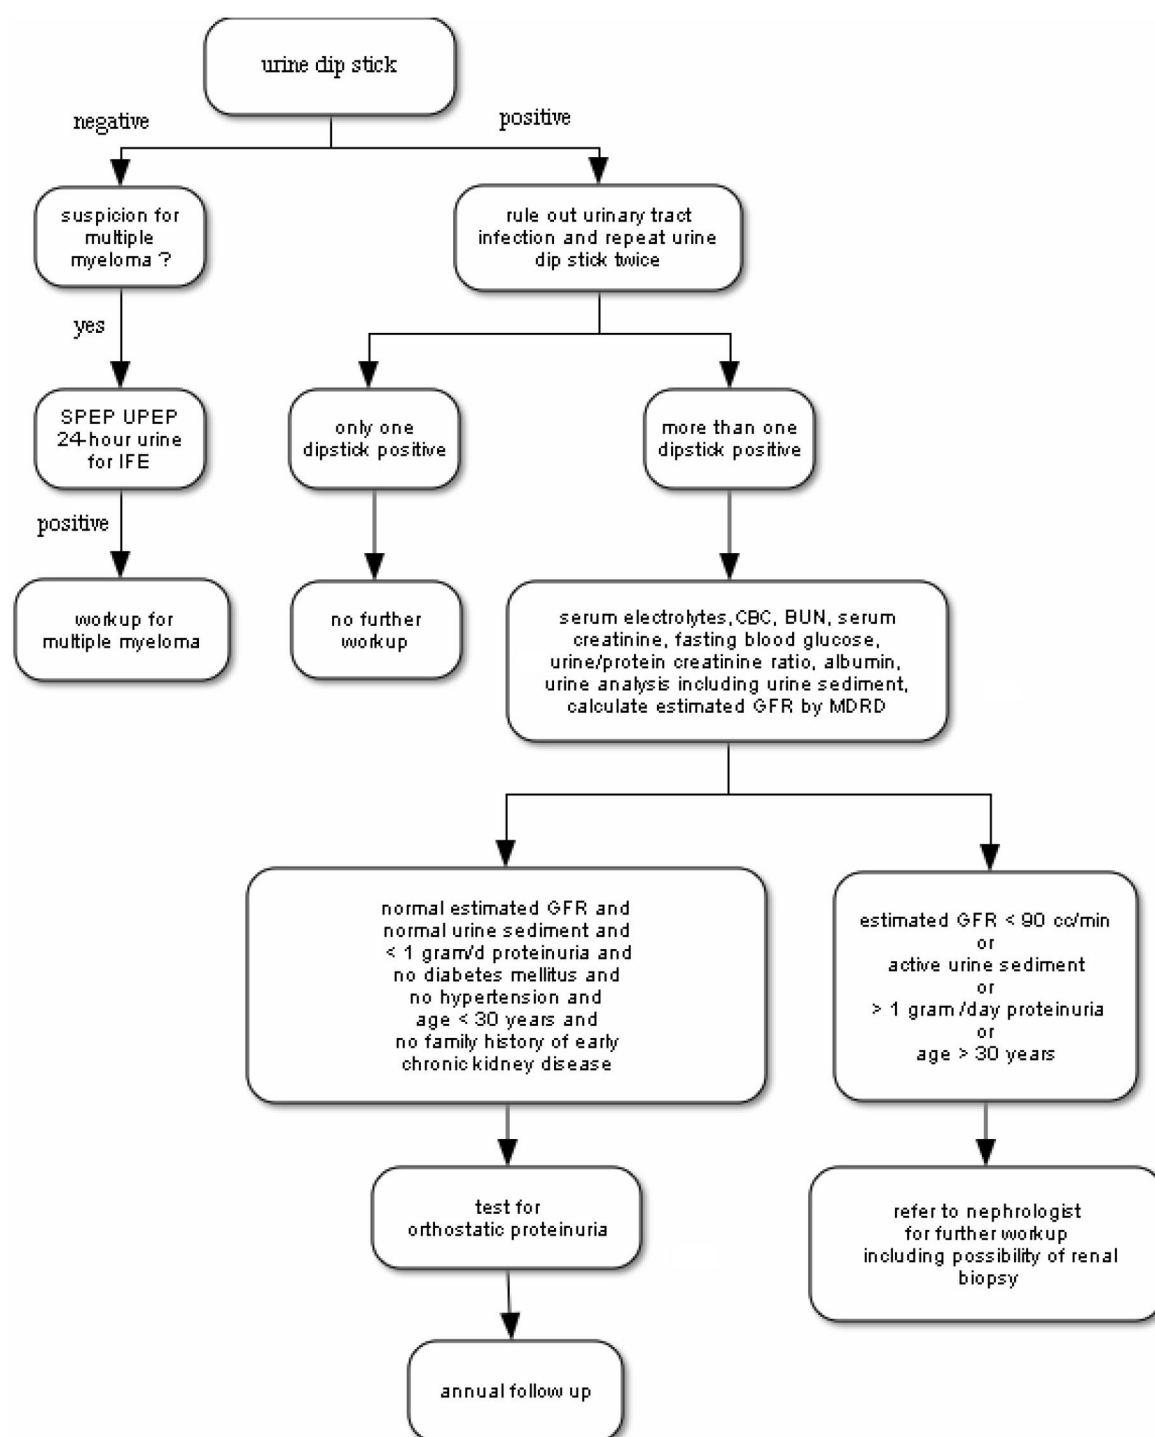 urine dip stick
negative
positive
suspicion for
multiple
myeloma ?
rule out urinary tract
infection and repeat urine
dip stick twice
yes
SPEP UPEP
24-hour urine
for IFE
only one
dipstick positive
more than one
dipstick positive
positive
workup for
multiple myeloma
no further
workup
serum electrolytes, CBC, BUN, serum
creatinine, fasting blood glucose,
urine/protein creatinine ratio, albumin,
urine analysis including urine sediment,
calculate estimated GFR by MDRD
normal estimated GFR and
normal urine sediment and
< 1 gram/d proteinuria and
no diabetes mellitus and
no hypertension and
age < 30 years and
no family history of early
chronic kidney disease
estimated GFR < 90 cc/min
or
active urine sediment
or
> 1 gram /day proteinuria
or
age > 30 years
test for
orthostatic proteinuria
refer to nephrologist
for further workup
including possibility of renal
biopsy
annual follow up